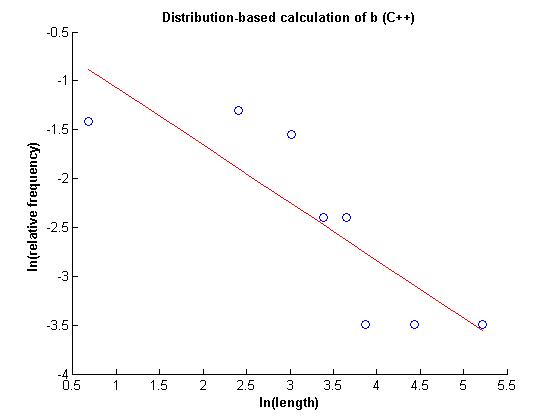 Distribution-based calculation of b (C++)
-0.5
-1
-1.5
-2
-2.5
-3
-3.5
-4
ln(relative frequency)
0.5 1 1.5 2 2.5 3 3.5 4 4.5 5 5.5
ln(length)